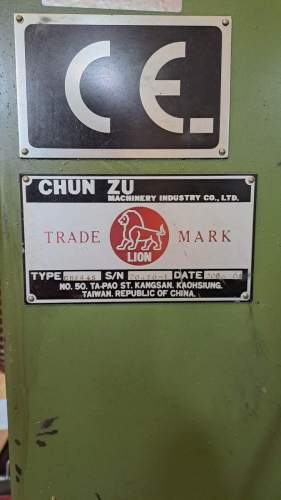 CE
CHUN ZU
MACHINERY INDUSTRY CO., LTD.
TRADE MARK
LION
TYPE S/N DATE
NO. 50. TA-PAO ST. KANGSAN. KAOHSIUNG.
TAIWAN. REPUBLIC OF CHINA.